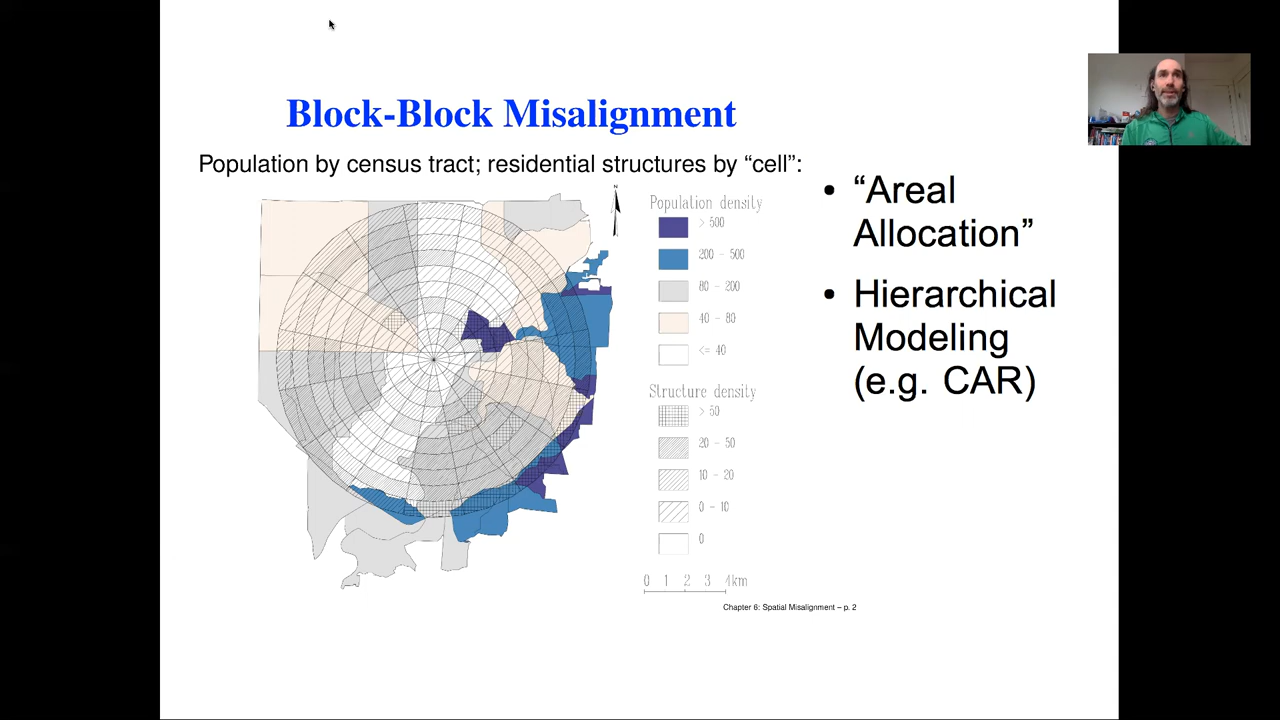 Block-Block Misalignment
Population by census tract; residential structures by “cell”:
N
Population density
> 500
200 – 500
80 – 200
40 – 80
<= 40
Structure density
> 50
20 – 50
10 – 20
0 – 10
0
0 1 2 3 4km
Chapter 6: Spatial Misalignment – p. 2
• “Areal
Allocation”
• Hierarchical
Modeling
(e.g. CAR)